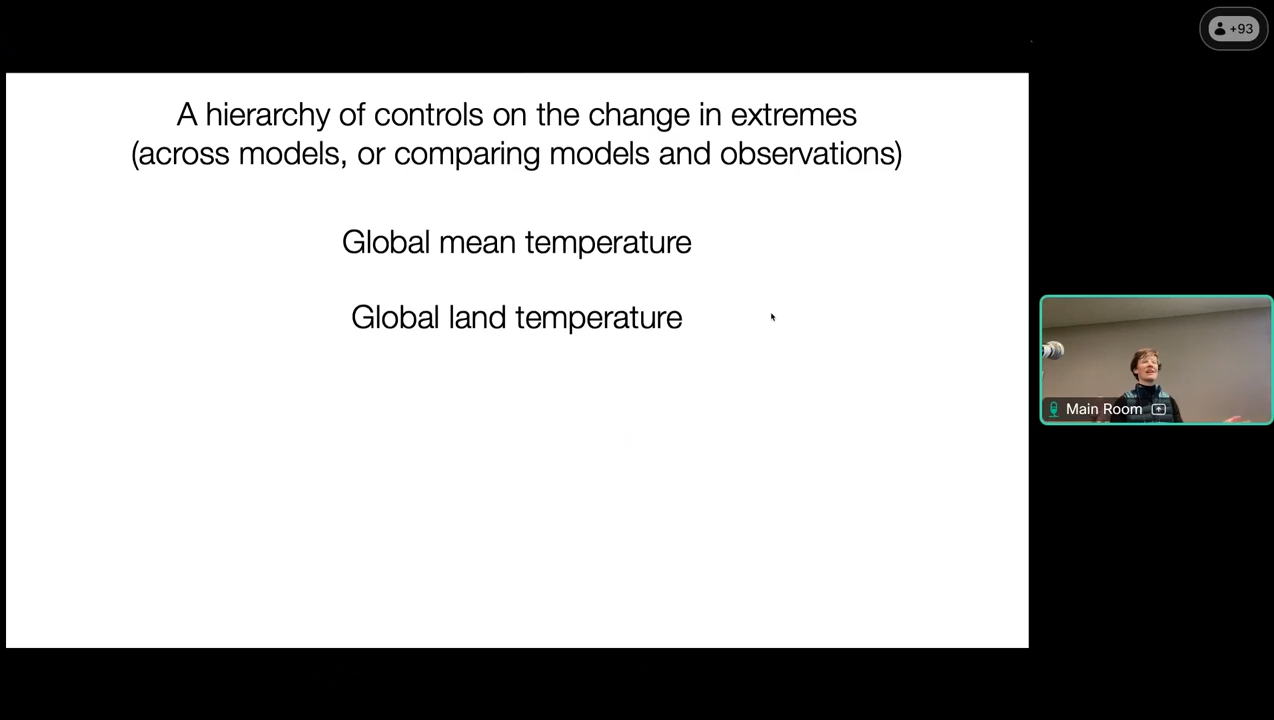 +93
A hierarchy of controls on the change in extremes
(across models, or comparing models and observations)
Global mean temperature
Global land temperature
Main Room